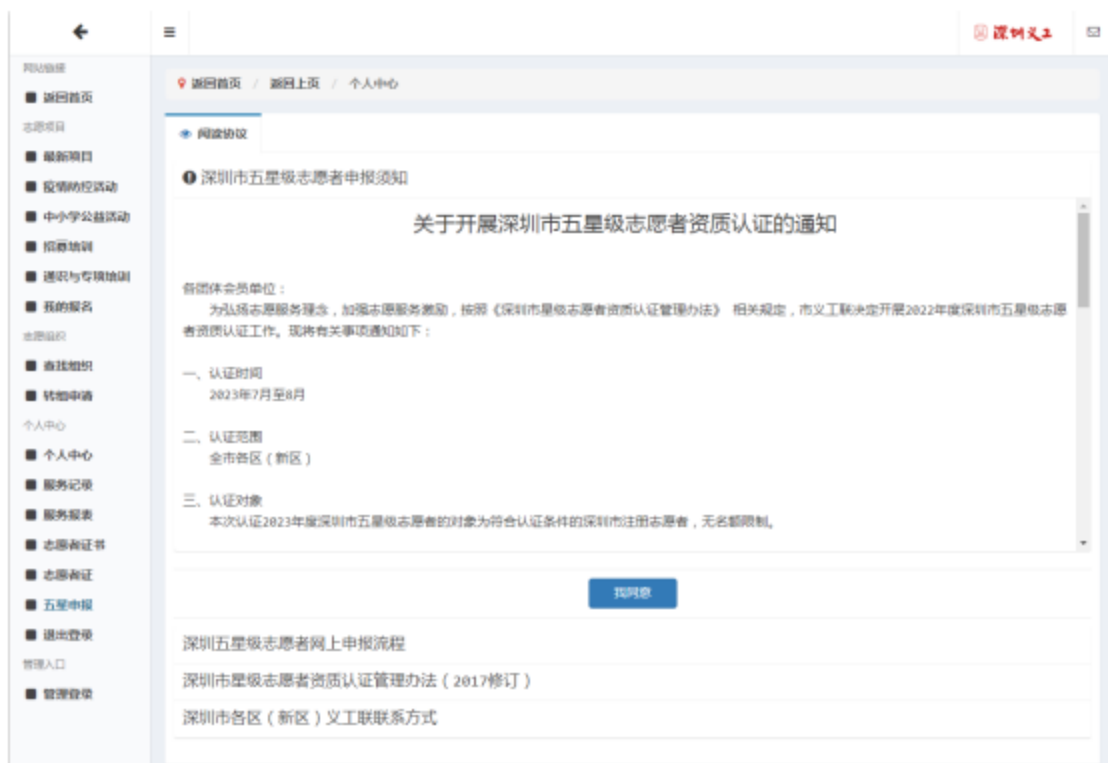 深圳义工
网站链接
返回首页
志愿项目
最新项目
疫情防控活动
中小学公益活动
招募培训
通识与专项培训
我的报名
志愿组织
查找组织
转组申请
个人中心
个人中心
服务记录
服务报表
志愿者证书
志愿者证
五星申报
退出登录
管理入口
管理登录
返回首页 / 返回上页 / 个人中心
阅读协议
深圳市五星级志愿者申报须知
关于开展深圳市五星级志愿者资质认证的通知
各团体会员单位：
为弘扬志愿服务理念，加强志愿服务激励，按照《深圳市星级志愿者资质认证管理办法》 相关规定，市义工联决定开展2022年度深圳市五星级志愿
者资质认证工作。现将有关事项通知如下：
一、认证时间
2023年7月至8月
二、认证范围
全市各区（新区）
三、认证对象
本次认证2023年度深圳市五星级志愿者的对象为符合认证条件的深圳市注册志愿者，无名额限制。
我同意
深圳五星级志愿者网上申报流程
深圳市星级志愿者资质认证管理办法（2017修订）
深圳市各区（新区）义工联联系方式